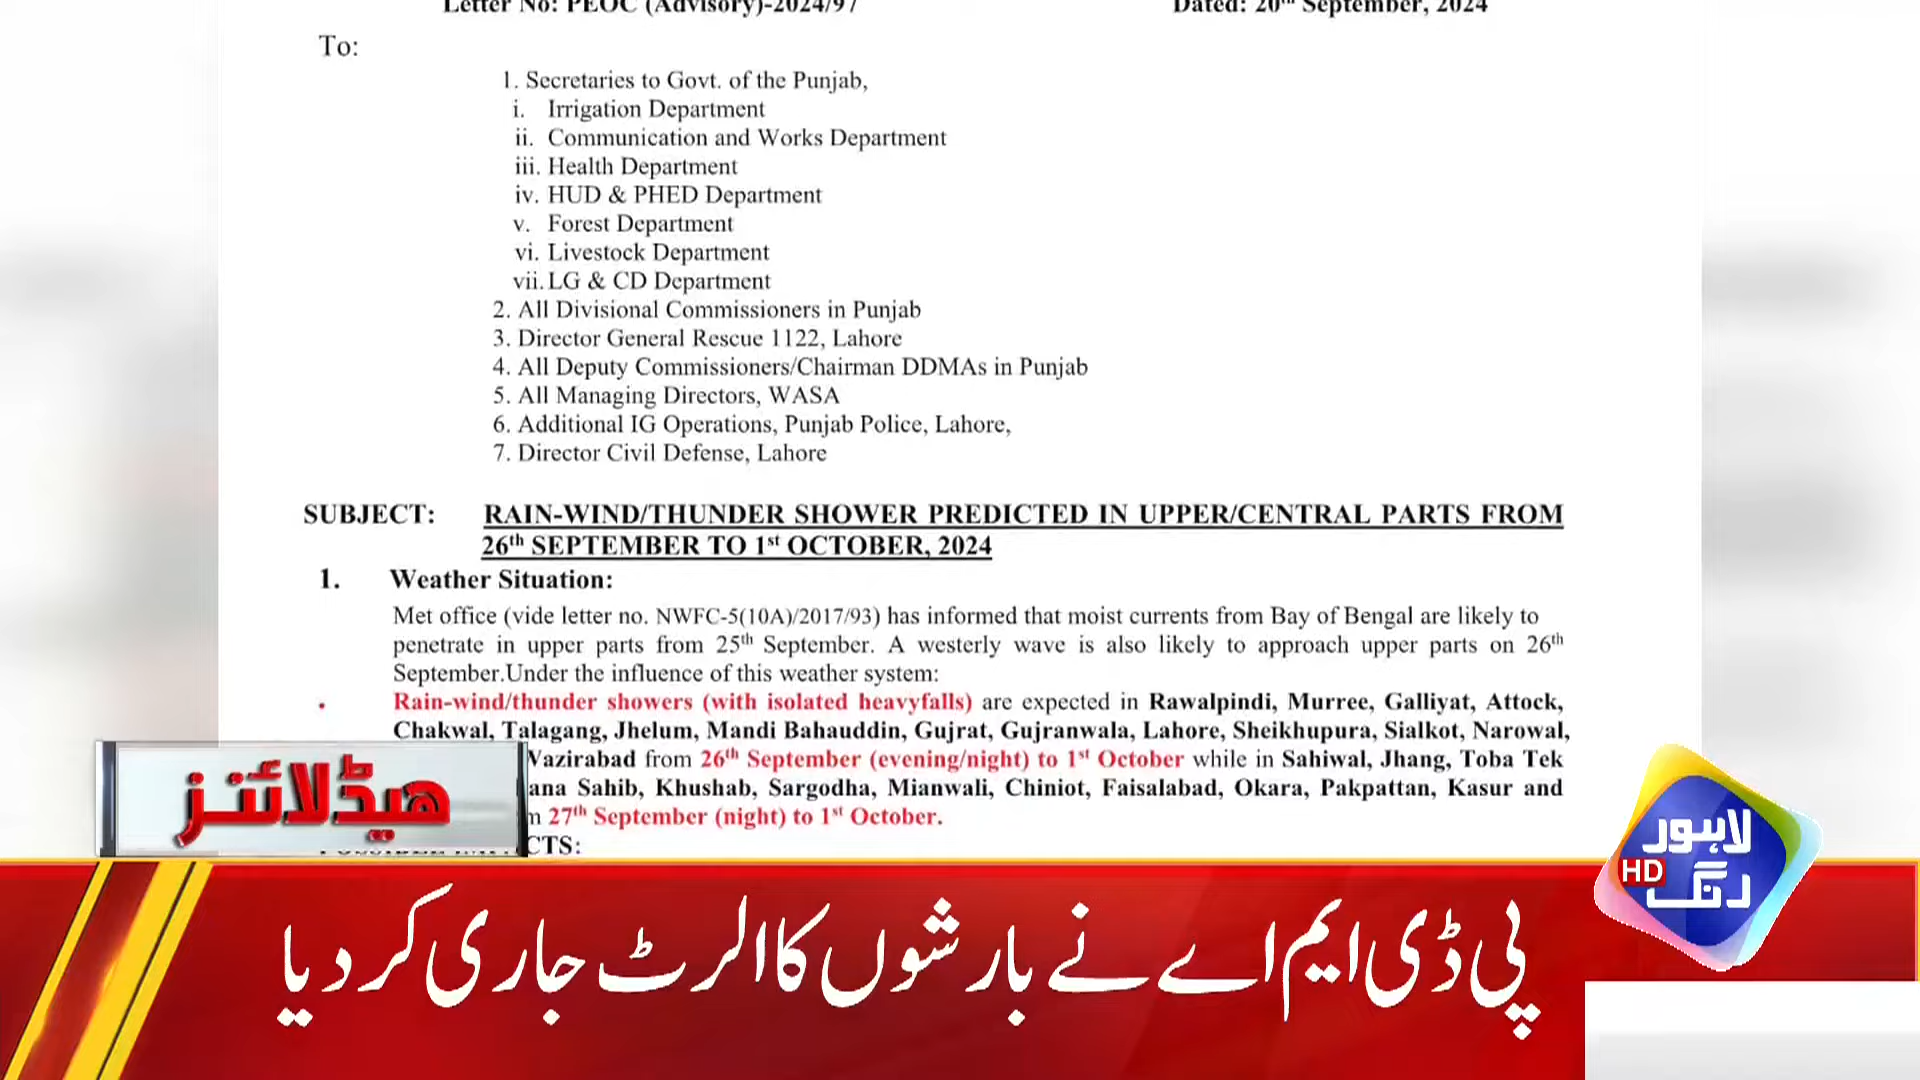 Letter No: PEOC (Advisory)-2024/97 Dated: 20th September, 2024
To:
1. Secretaries to Govt. of the Punjab,
i. Irrigation Department
ii. Communication and Works Department
iii. Health Department
iv. HUD & PHED Department
v. Forest Department
vi. Livestock Department
vii. LG & CD Department
2. All Divisional Commissioners in Punjab
3. Director General Rescue 1122, Lahore
4. All Deputy Commissioners/Chairman DDMAs in Punjab
5. All Managing Directors, WASA
6. Additional IG Operations, Punjab Police, Lahore,
7. Director Civil Defense, Lahore
SUBJECT: RAIN-WIND/THUNDER SHOWER PREDICTED IN UPPER/CENTRAL PARTS FROM
26th SEPTEMBER TO 1st OCTOBER, 2024
1. Weather Situation:
Met office (vide letter no. NWFC-5(10A)/2017/93) has informed that moist currents from Bay of Bengal are likely to
penetrate in upper parts from 25th September. A westerly wave is also likely to approach upper parts on 26th
September.Under the influence of this weather system:
• Rain-wind/thunder showers (with isolated heavyfalls) are expected in Rawalpindi, Murree, Galliyat, Attock,
Chakwal, Talagang, Jhelum, Mandi Bahauddin, Gujrat, Gujranwala, Lahore, Sheikhupura, Sialkot, Narowal,
Vazirabad from 26th September (evening/night) to 1st October while in Sahiwal, Jhang, Toba Tek
ana Sahib, Khushab, Sargodha, Mianwali, Chiniot, Faisalabad, Okara, Pakpattan, Kasur and
27th September (night) to 1st October.
CTS:
ہیڈلائنز
لاہور
رنگ HD
پی ڈی ایم اے نے بارشوں کا الرٹ جاری کر دیا